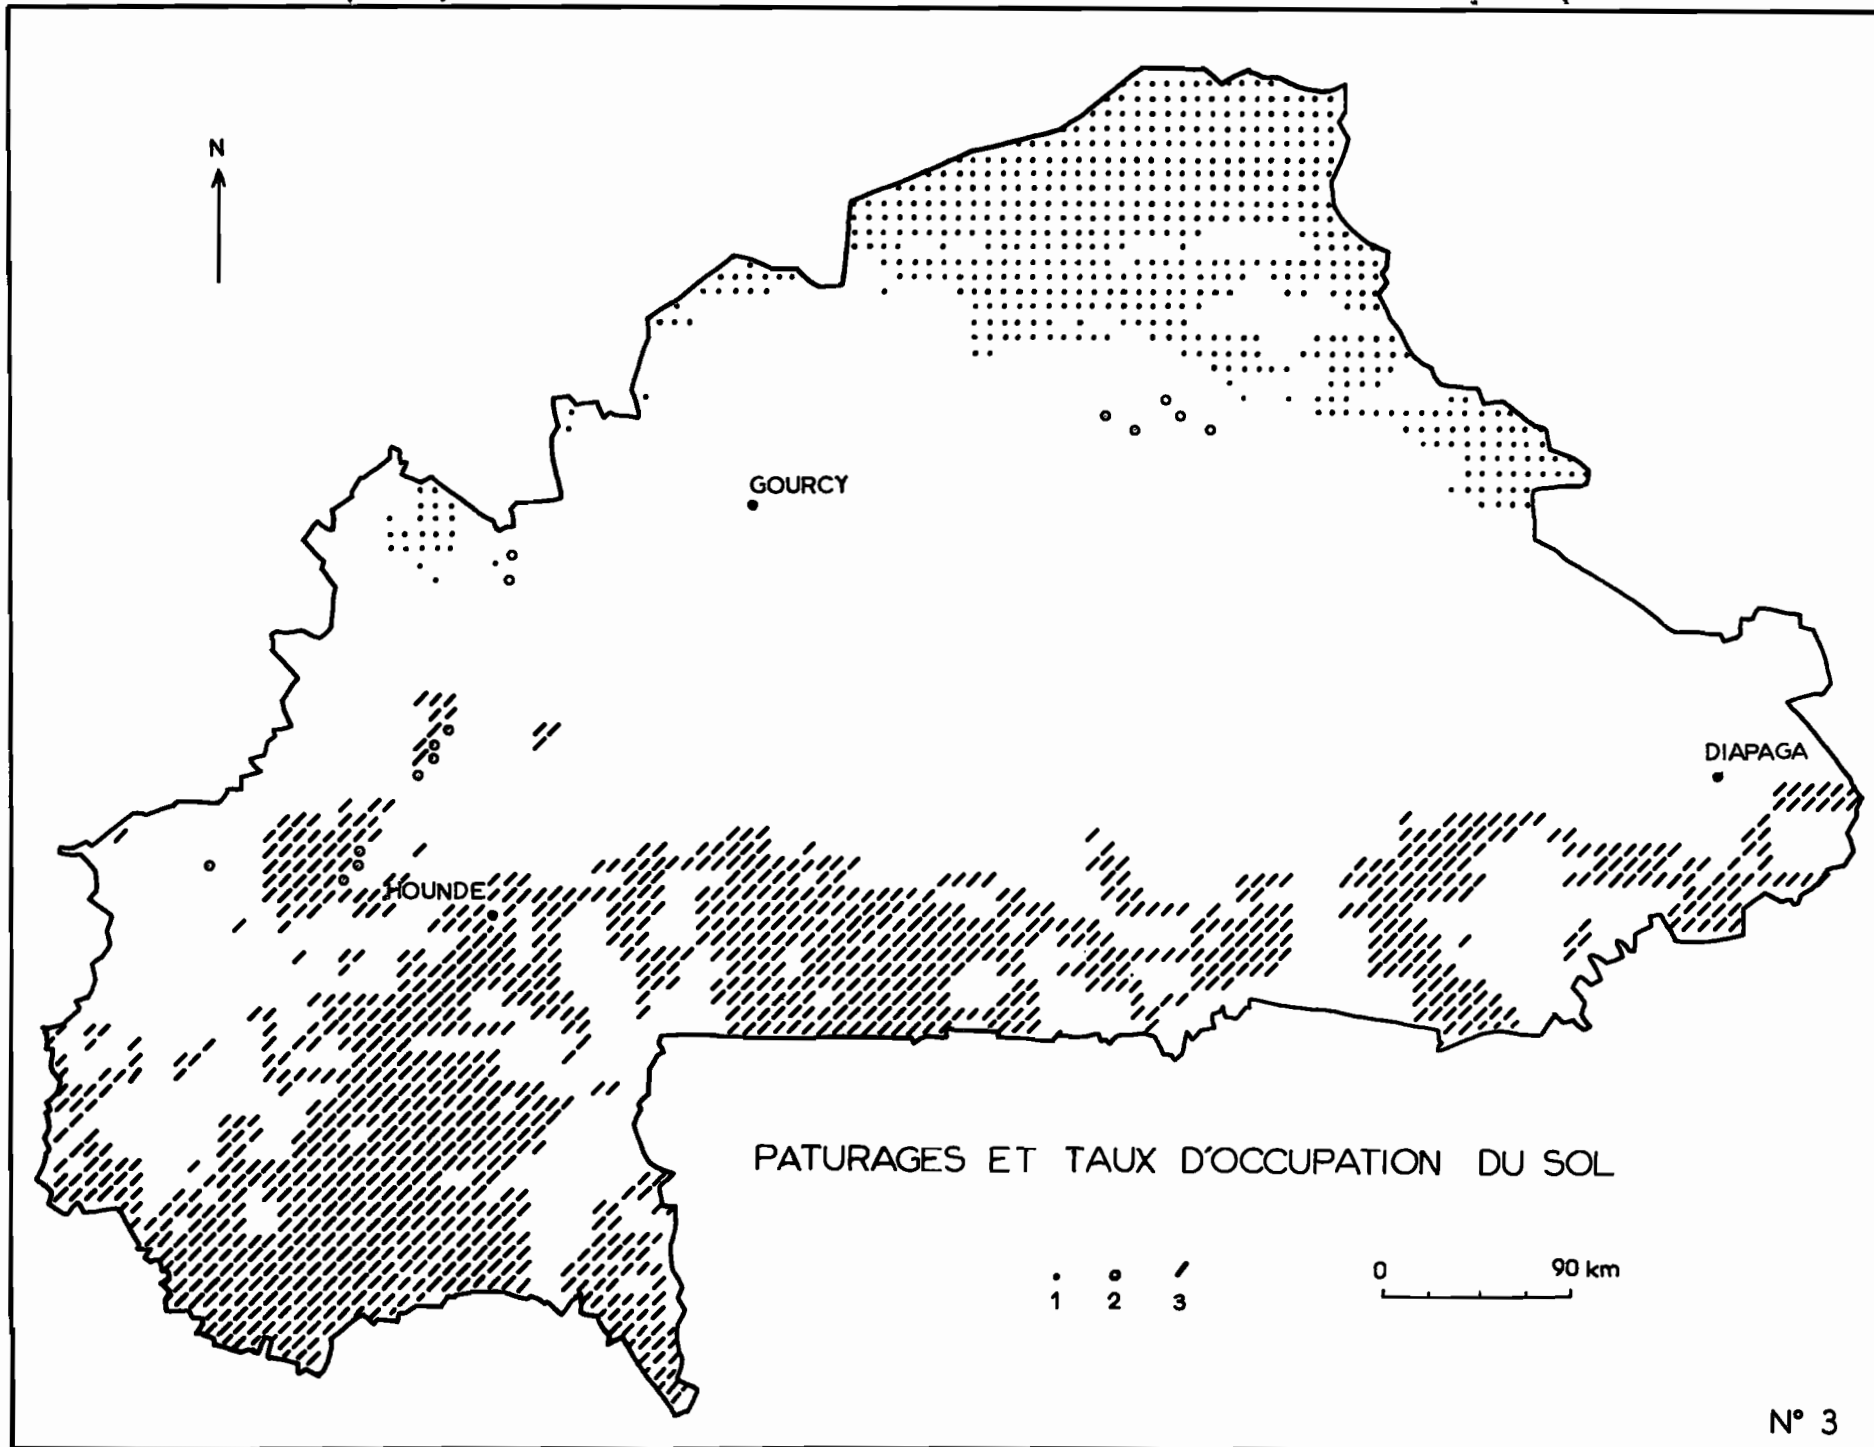 N
GOURCY
DIAPAGA
HOUNDE
PATURAGES ET TAUX D'OCCUPATION DU SOL
0 90 km
1 2 3
N° 3